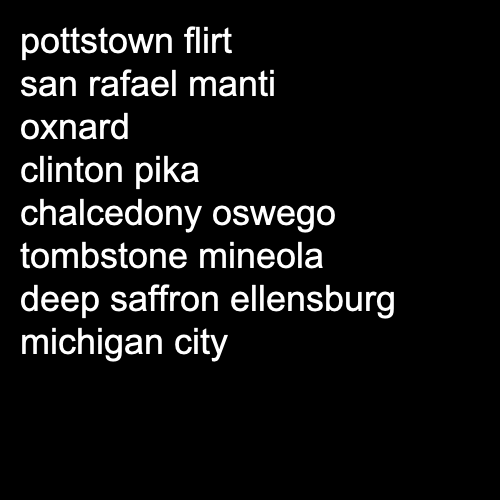 pottstown flirt
san rafael manti
oxnard
clinton pika
chalcedony oswego
tombstone mineola
deep saffron ellensburg
michigan city